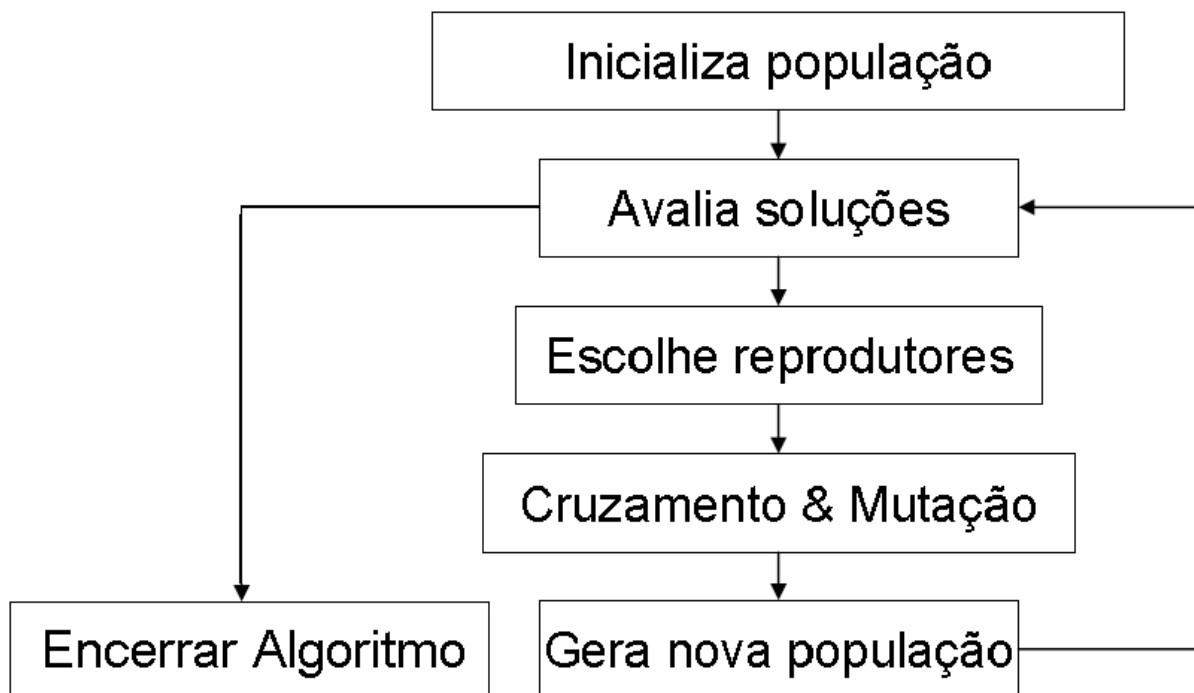 Inicializa população
Avalia soluções
Escolhe reprodutores
Cruzamento & Mutação
Encerrar Algoritmo
Gera nova população